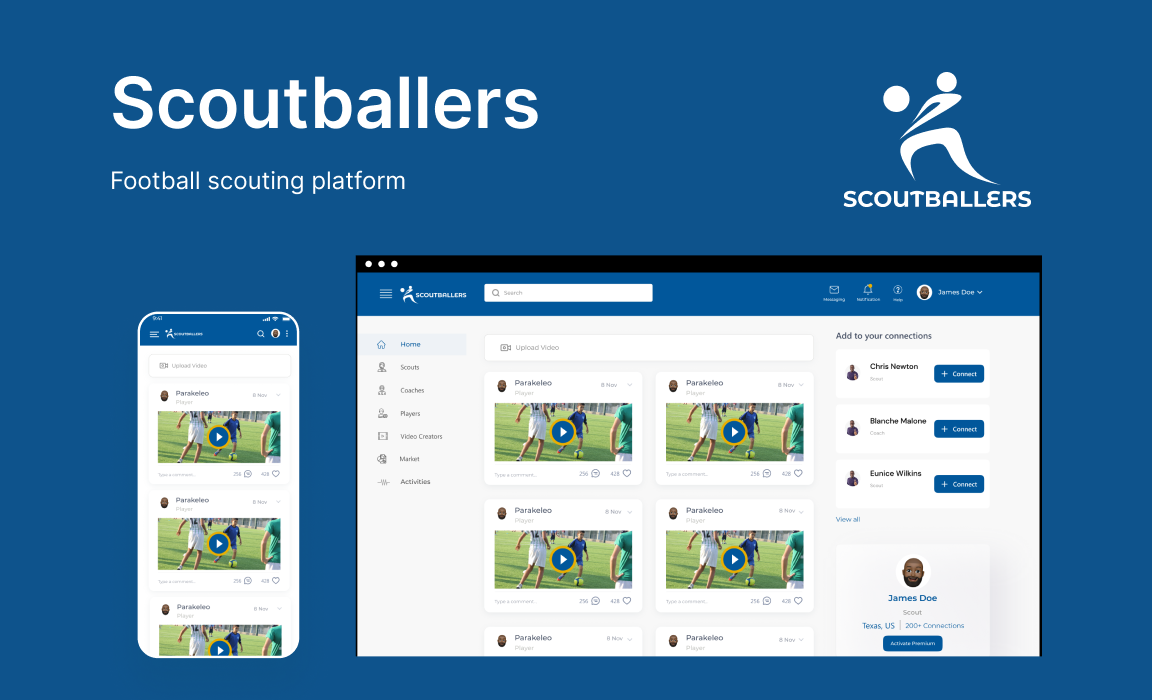 Scoutballers
Football scouting platform
SCOUTBALLERS
SCOUTBALLERS
Search
Messaging
Notification
Help
James Doe
Home
Scouts
Coaches
Players
Video Creators
Market
Activities
Upload Video
Parakeleo
Player
8 Nov
Type a comment...
256
428
Parakeleo
Player
8 Nov
Type a comment...
256
428
Parakeleo
Player
8 Nov
Type a comment...
256
428
Parakeleo
Player
8 Nov
Type a comment...
256
428
Parakeleo
Player
8 Nov
Parakeleo
Player
8 Nov
Add to your connections
Chris Newton
Scout
+ Connect
Blanche Malone
Coach
+ Connect
Eunice Wilkins
Scout
+ Connect
View all
James Doe
Scout
Texas, US | 200+ Connections
Activate Premium
9:41
SCOUTBALLERS
Upload Video
Parakeleo
Player
8 Nov
Type a comment...
256
428
Parakeleo
Player
8 Nov
Type a comment...
256
428
Parakeleo
Player
8 Nov